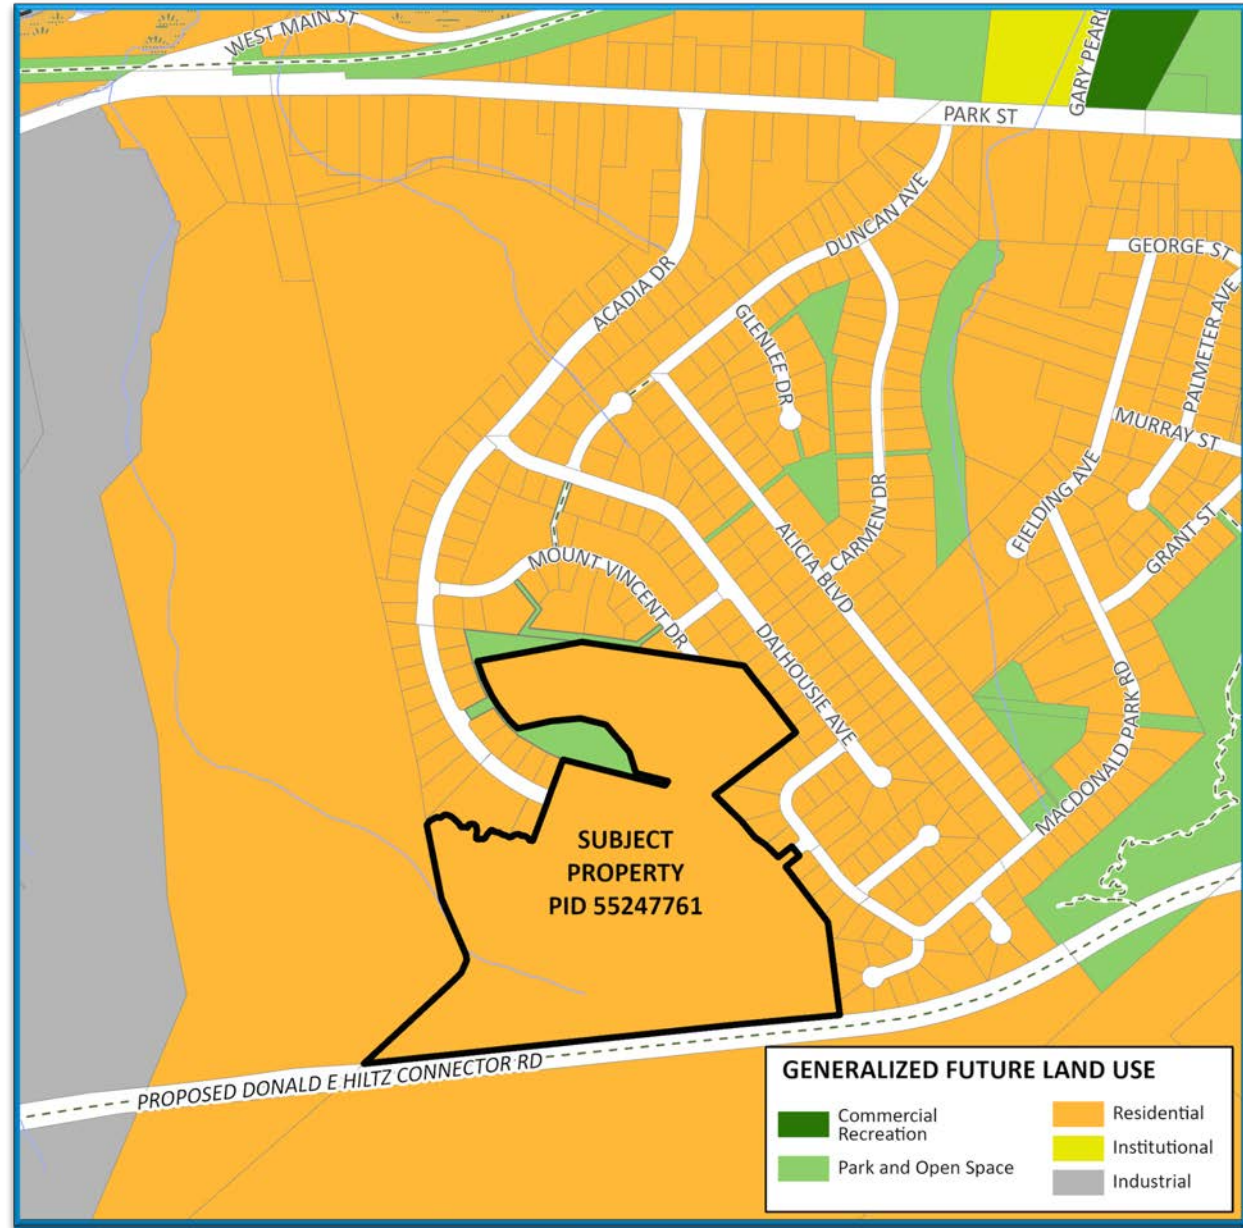 WEST MAIN ST
GARY PEARL
PARK ST
DUNCAN AVE
GEORGE ST
ACADIA DR
PALMETER AVE
GLENLEE DR
MURRAY ST
FIELDING AVE
CARMEN DR
GRANT ST
ALICIA BLVD
MOUNT VINCENT DR
DALHOUSIE AVE
MACDONALD PARK RD
SUBJECT
PROPERTY
PID 55247761
PROPOSED DONALD E HILTZ CONNECTOR RD
GENERALIZED FUTURE LAND USE
Commercial
Recreation
Park and Open Space
Residential
Institutional
Industrial